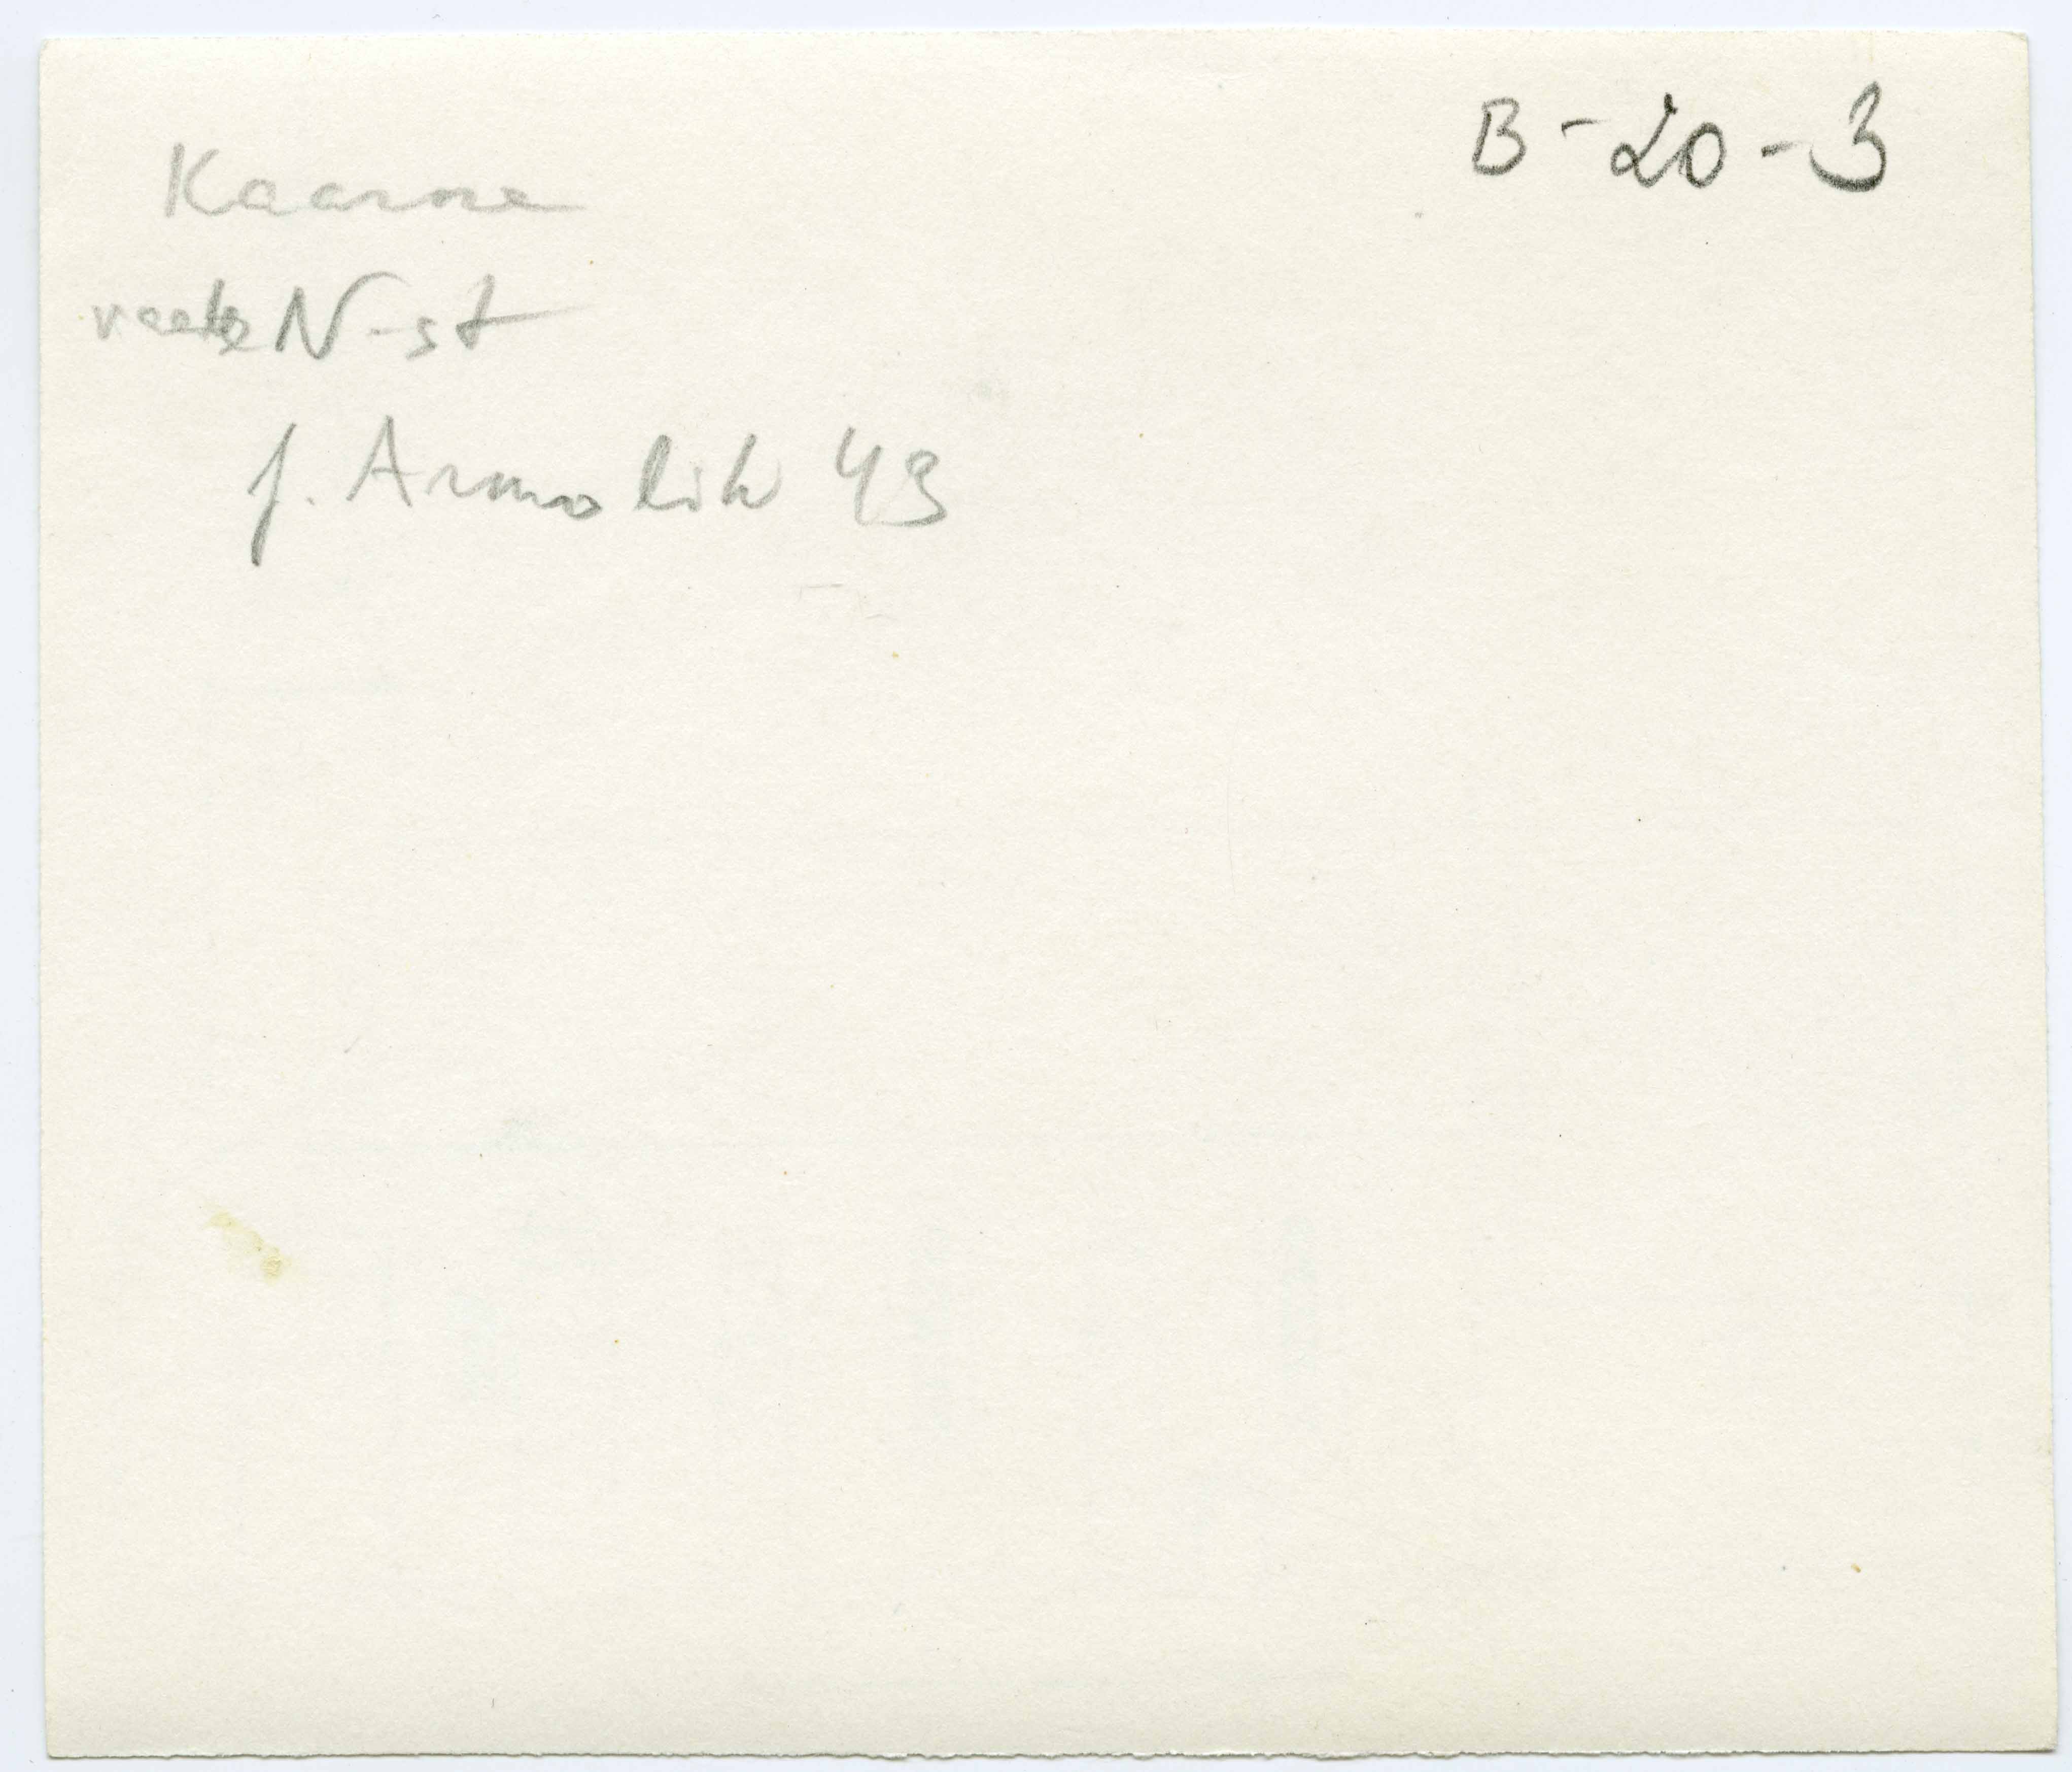 B-20-3
Kaarma
vaade N-st
f. Armolik 43